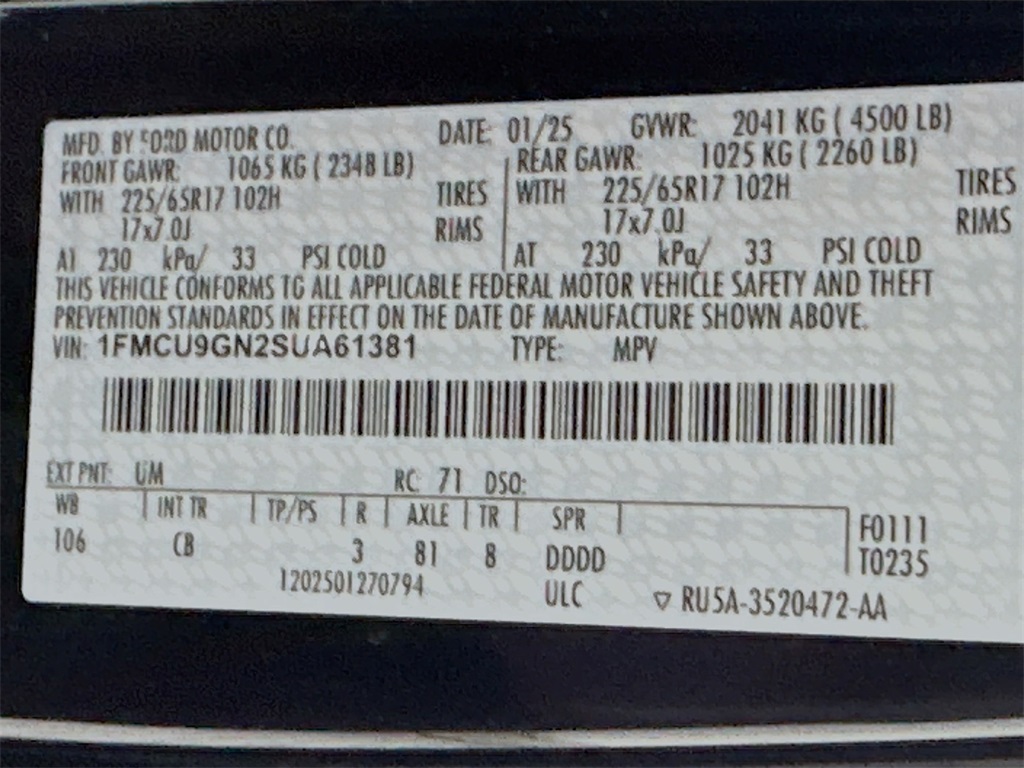 MFD. BY FORD MOTOR CO. DATE: 01/25 GVWR: 2041 KG ( 4500 LB)
FRONT GAWR: 1065 KG ( 2348 LB) REAR GAWR: 1025 KG ( 2260 LB)
WITH 225/65R17 102H TIRES WITH 225/65R17 102H TIRES
17x7.0J RIMS 17x7.0J RIMS
AT 230 kPa/ 33 PSI COLD AT 230 kPa/ 33 PSI COLD
THIS VEHICLE CONFORMS TO ALL APPLICABLE FEDERAL MOTOR VEHICLE SAFETY AND THEFT
PREVENTION STANDARDS IN EFFECT ON THE DATE OF MANUFACTURE SHOWN ABOVE.
VIN: 1FMCU9GN2SUA61381 TYPE: MPV
EXT PNT: UM RC: 71 DSO:
WB INT TR TP/PS R AXLE TR SPR F0111
106 CB 3 81 8 DDDD T0235
1202501270794 ULC ▽ RU5A-3520472-AA